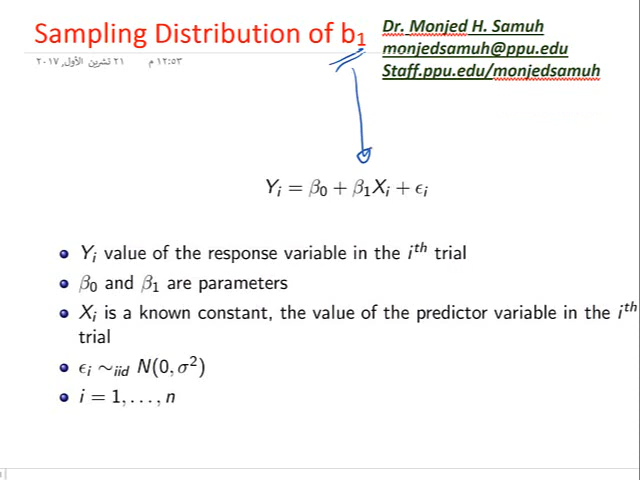 Sampling Distribution of b₁
Dr. Monjed H. Samuh
monjedsamuh@ppu.edu
Staff.ppu.edu/monjedsamuh
٢١ تشرين الأول, ٢٠١٧ ١٢:٥٣ م
Yᵢ = β₀ + β₁Xᵢ + ϵᵢ
Yᵢ value of the response variable in the iᵗʰ trial
β₀ and β₁ are parameters
Xᵢ is a known constant, the value of the predictor variable in the iᵗʰ
trial
ϵᵢ ∼ᵢᵢd N(0, σ²)
i = 1, . . . , n